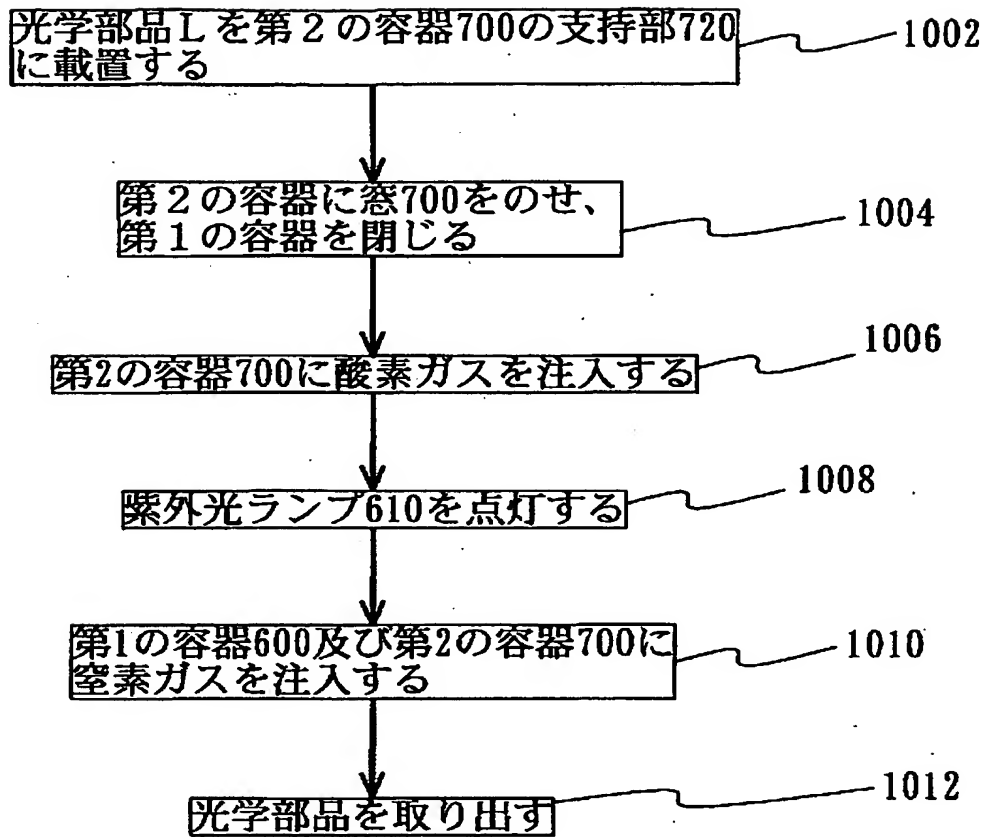 光学部品Lを第2の容器700の支持部720
に載置する
1002
第2の容器に窓700をのせ、
第1の容器を閉じる
1004
第2の容器700に酸素ガスを注入する
1006
紫外光ランプ610を点灯する
1008
第1の容器600及び第2の容器700に
窒素ガスを注入する
1010
光学部品を取り出す
1012